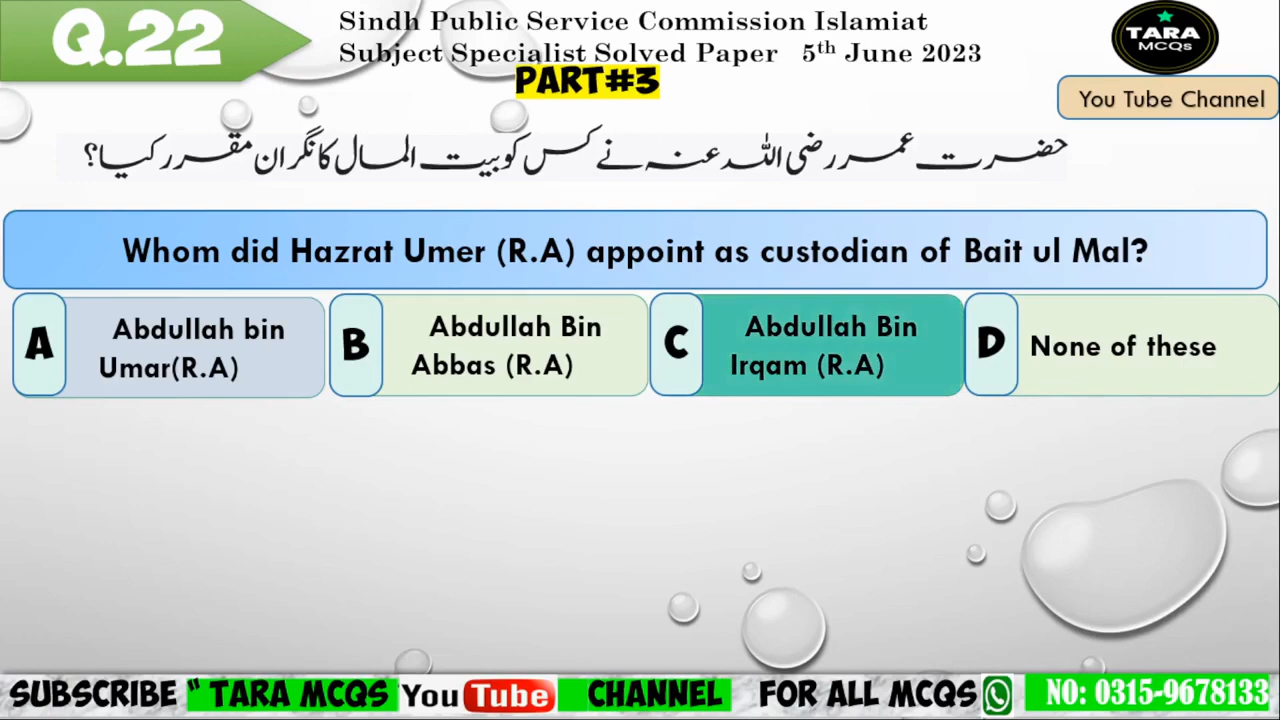 Q.22
Sindh Public Service Commission Islamiat
Subject Specialist Solved Paper 5th June 2023
PART#3
TARA
MCQs
You Tube Channel
حضرت عمر رضی اللہ عنہ نے کس کو بیت المال کا نگران مقرر کیا؟
Whom did Hazrat Umer (R.A) appoint as custodian of Bait ul Mal?
A
Abdullah bin
Umar(R.A)
B
Abdullah Bin
Abbas (R.A)
C
Abdullah Bin
Irqam (R.A)
D
None of these
SUBSCRIBE “ TARA MCQS YouTube CHANNEL FOR ALL MCQS NO: 0315-9678133